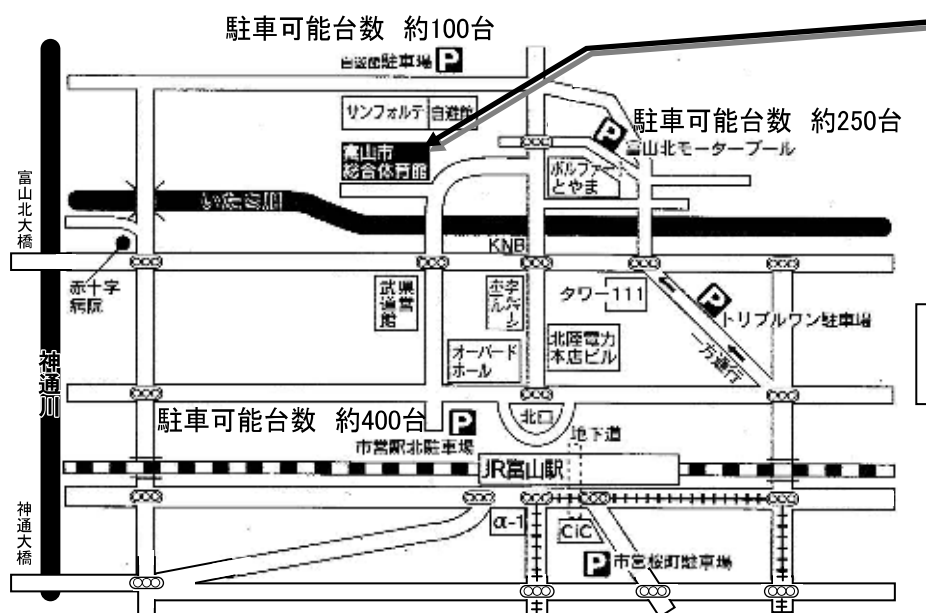 駐車可能台数 約100台
自遊館駐車場 P
サンフォルテ 自遊館
駐車可能台数 約250台
P
富山北モータープール
富山市
総合体育館
ボルファート
とやま
富山北大橋
いたち川
KNB
赤十字
病院
県営
武道館
タワー111
P
トリプルワン駐車場
一方通行
オーバード
ホール
北陸電力
本店ビル
神通川
駐車可能台数 約400台
P
市営駅北駐車場
北口
地下道
JR富山駅
神通大橋
α-1
CiC
P 市営桜町駐車場